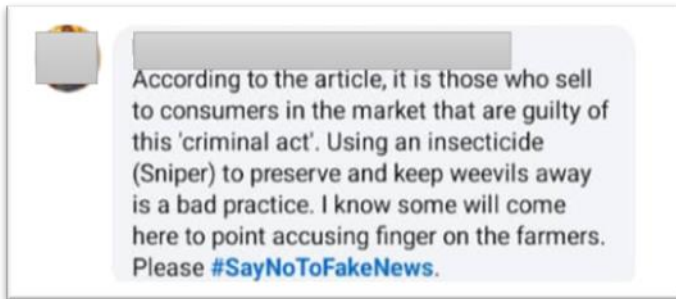 According to the article, it is those who sell
to consumers in the market that are guilty of
this 'criminal act'. Using an insecticide
(Sniper) to preserve and keep weevils away
is a bad practice. I know some will come
here to point accusing finger on the farmers.
Please #SayNoToFakeNews.